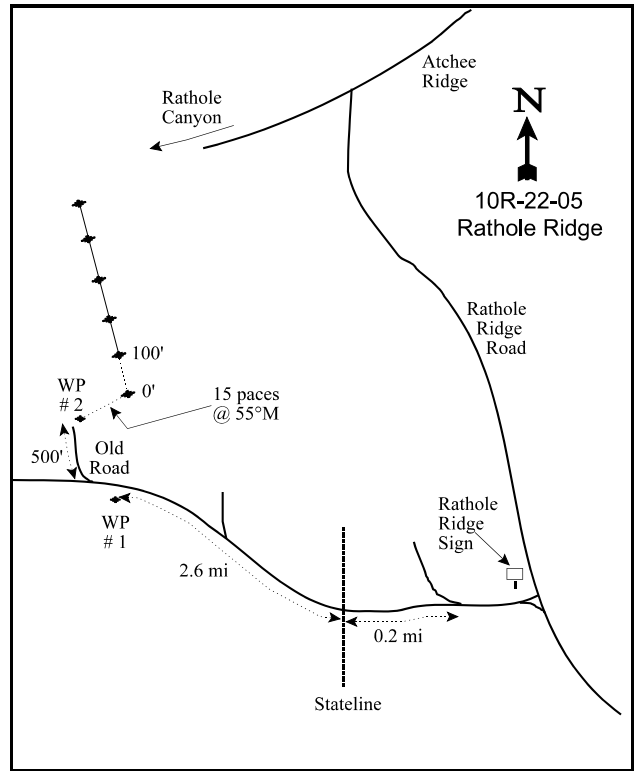 Atchee
Ridge
Rathole
Canyon
N
10R-22-05
Rathole Ridge
Rathole
Ridge
Road
100'
0'
WP
# 2
15 paces
@ 55°M
500'
Old
Road
WP
# 1
Rathole
Ridge
Sign
2.6 mi
0.2 mi
Stateline